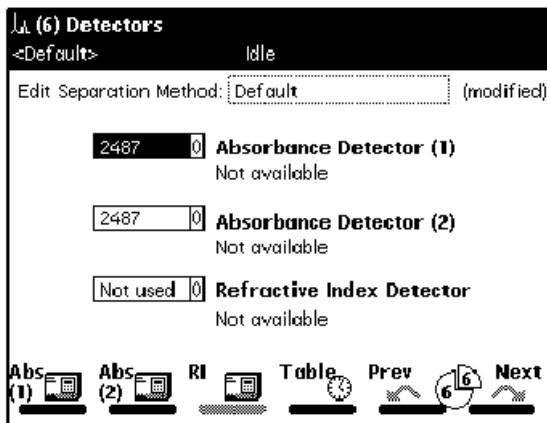 (6) Detectors
<Default> Idle
Edit Separation Method: Default (modified)
2487 0 Absorbance Detector (1)
Not available
2487 0 Absorbance Detector (2)
Not available
Not used 0 Refractive Index Detector
Not available
Abs (1) Abs (2) RI Table Prev 6 6 Next